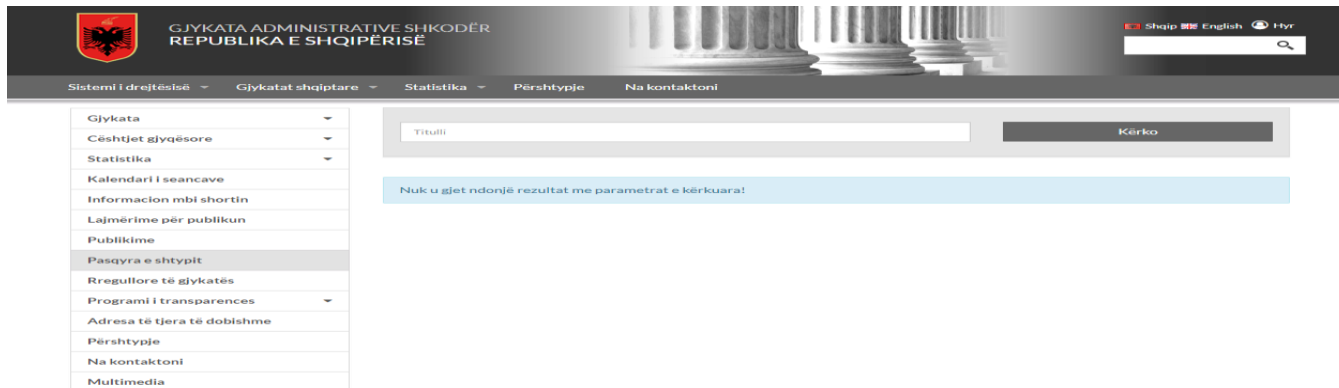 GJYKATA ADMINISTRATIVE SHKODËR
REPUBLIKA E SHQIPËRISË
Shqip English Hyr
Sistemi i drejtësisë Gjykatat shqiptare Statistika Përshtypje Na kontaktoni
Gjykata
Cështjet gjyqësore
Statistika
Kalendari i seancave
Informacion mbi shortin
Lajmërime për publikun
Publikime
Pasqyra e shtypit
Rregullore të gjykatës
Programi i transparences
Adresa të tjera të dobishme
Përshtypje
Na kontaktoni
Multimedia
Titulli Kërko
Nuk u gjet ndonjë rezultat me parametrat e kërkuara!